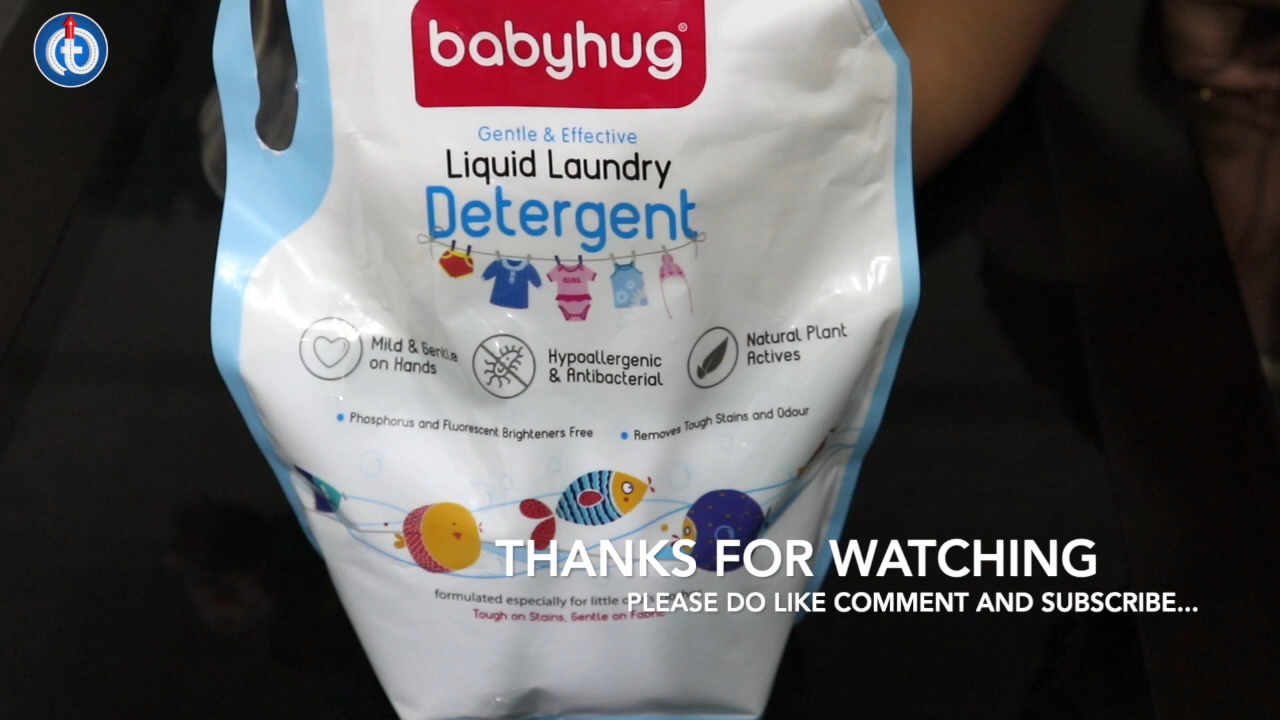 babyhug®
Gentle & Effective
Liquid Laundry
Detergent
GIRL
Mild & Gentle
on Hands
Hypoallergenic
& Antibacterial
Natural Plant
Actives
Phosphorus and Fluorescent Brighteners Free
Removes Tough Stains and Odour
THANKS FOR WATCHING
formulated especially for little
PLEASE DO LIKE COMMENT AND SUBSCRIBE...
Tough on Stains, Gentle on Fabric